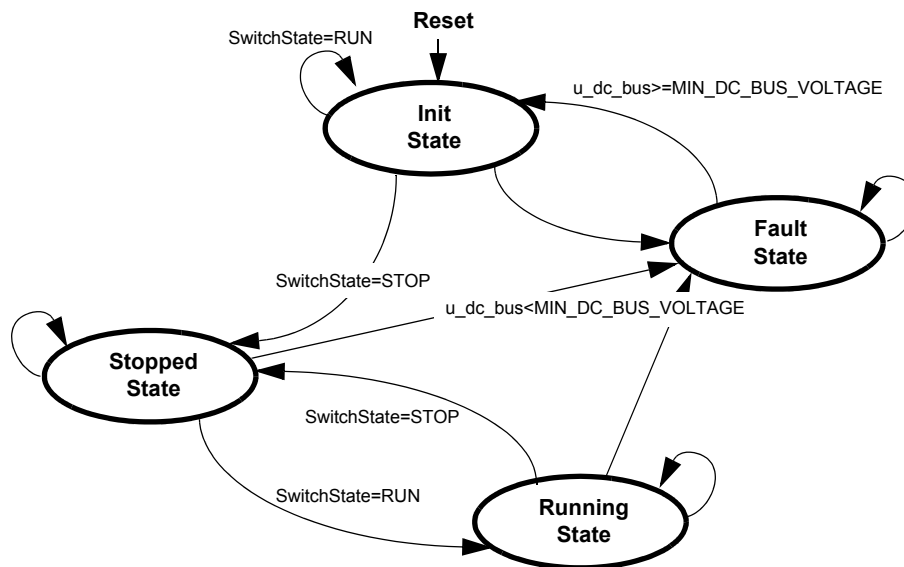 Reset
SwitchState=RUN
u_dc_bus>=MIN_DC_BUS_VOLTAGE
Init
State
Fault
State
SwitchState=STOP
u_dc_bus<MIN_DC_BUS_VOLTAGE
Stopped
State
SwitchState=STOP
SwitchState=RUN
Running
State